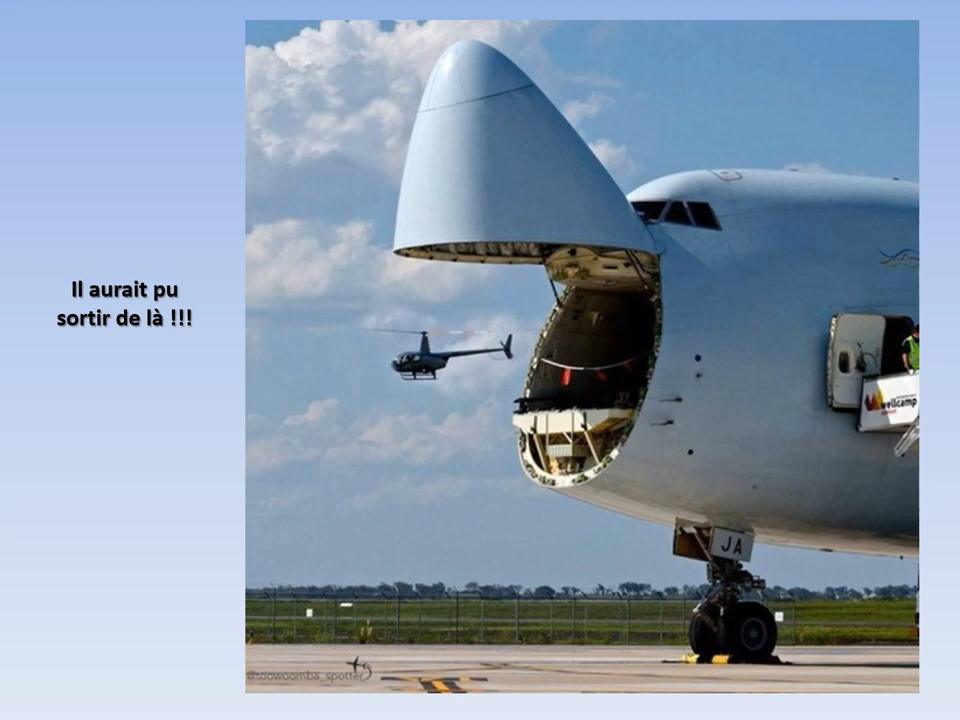 Il aurait pu
sortir de là !!!
wellcamp
JA
@toowoomba_spotter